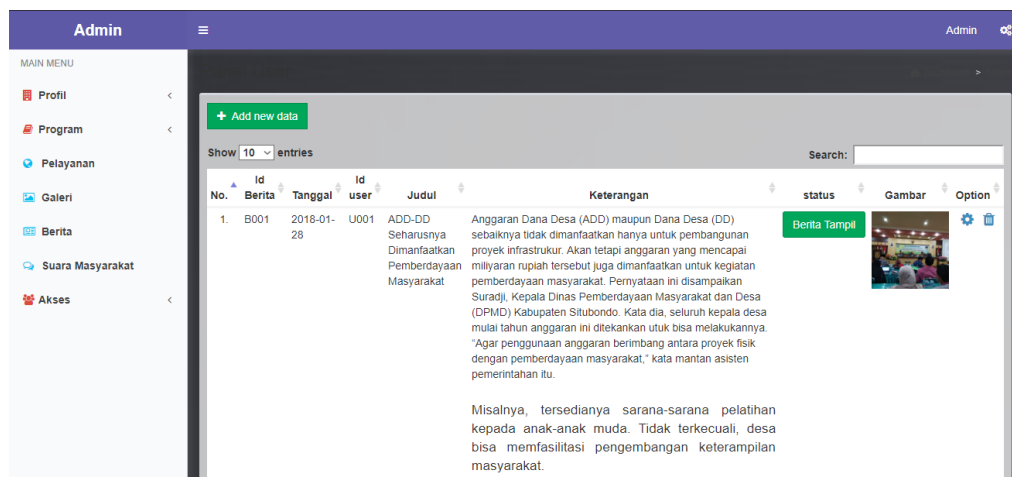 Admin
Admin
MAIN MENU
Profil
Program
Pelayanan
Galeri
Berita
Suara Masyarakat
Akses
>
+ Add new data
Show 10 entries
Search:
No. Id Berita Tanggal Id user Judul Keterangan status Gambar Option
1. B001 2018-01-28 U001
ADD-DD
Seharusnya
Dimanfaatkan
Pemberdayaan
Masyarakat
Anggaran Dana Desa (ADD) maupun Dana Desa (DD)
sebaiknya tidak dimanfaatkan hanya untuk pembangunan
proyek infrastrukur. Akan tetapi anggaran yang mencapai
miliyaran rupiah tersebut juga dimanfaatkan untuk kegiatan
pemberdayaan masyarakat. Pernyataan ini disampaikan
Suradji, Kepala Dinas Pemberdayaan Masyarakat dan Desa
(DPMD) Kabupaten Situbondo. Kata dia, seluruh kepala desa
mulai tahun anggaran ini ditekankan utuk bisa melakukannya.
“Agar penggunaan anggaran berimbang antara proyek fisik
dengan pemberdayaan masyarakat,” kata mantan asisten
pemerintahan itu.
Misalnya, tersedianya sarana-sarana pelatihan
kepada anak-anak muda. Tidak terkecuali, desa
bisa memfasilitasi pengembangan keterampilan
masyarakat.
Berita Tampil